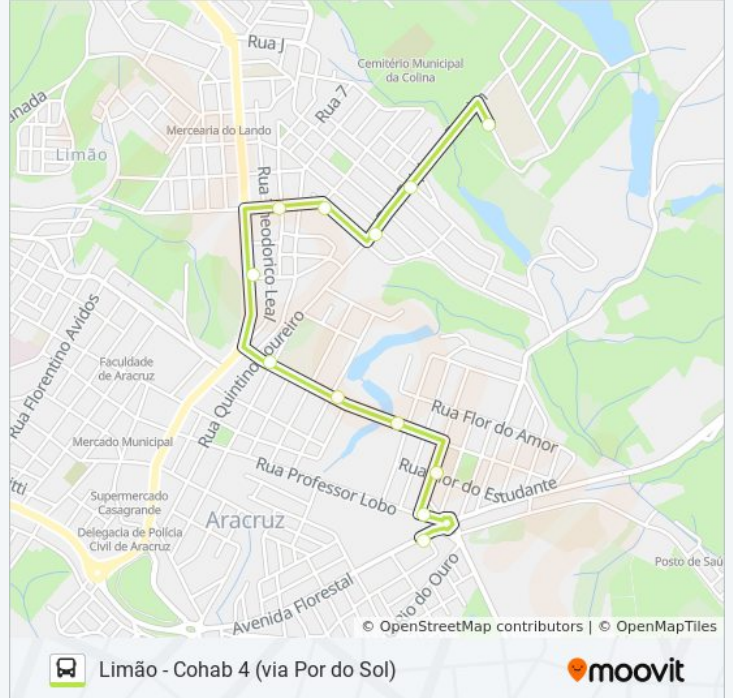 Rua J
Cemitério Municipal
da Colina
Rua 7
anada
Mercearia do Lando
Limão
Rua
heodorico Leal
Rua Florentino Avidos
Rua Quintino Loureiro
Faculdade
de Aracruz
Rua Flor do Amor
Mercado Municipal
Rua Professor Lobo
Rua Flor do Estudante
itti
Supermercado
Casagrande
Aracruz
Delegacia de Polícia
Civil de Aracruz
Posto de Saú
Avenida Florestal
Rio do Ouro
© OpenStreetMap contributors | © OpenMapTiles
Limão - Cohab 4 (via Por do Sol)
moovit